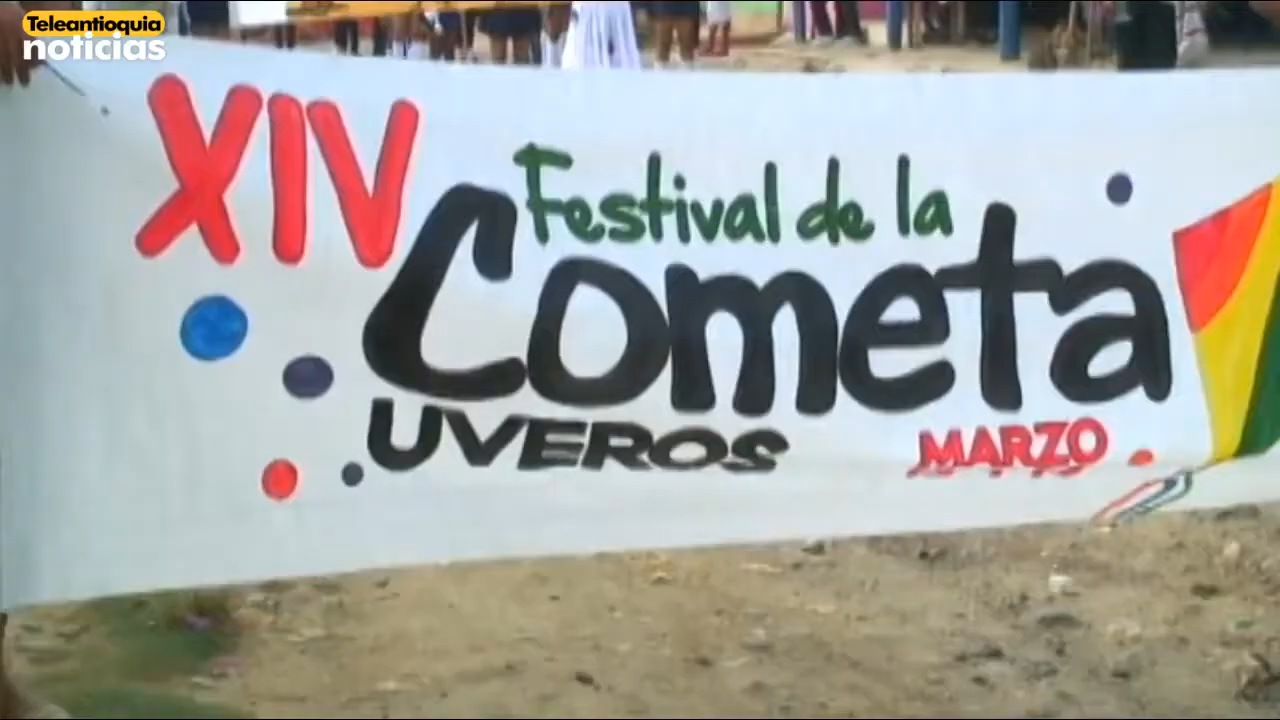 Teleantioquia
noticias
XIV
Festival de la
Cometa
UVEROS
MARZO